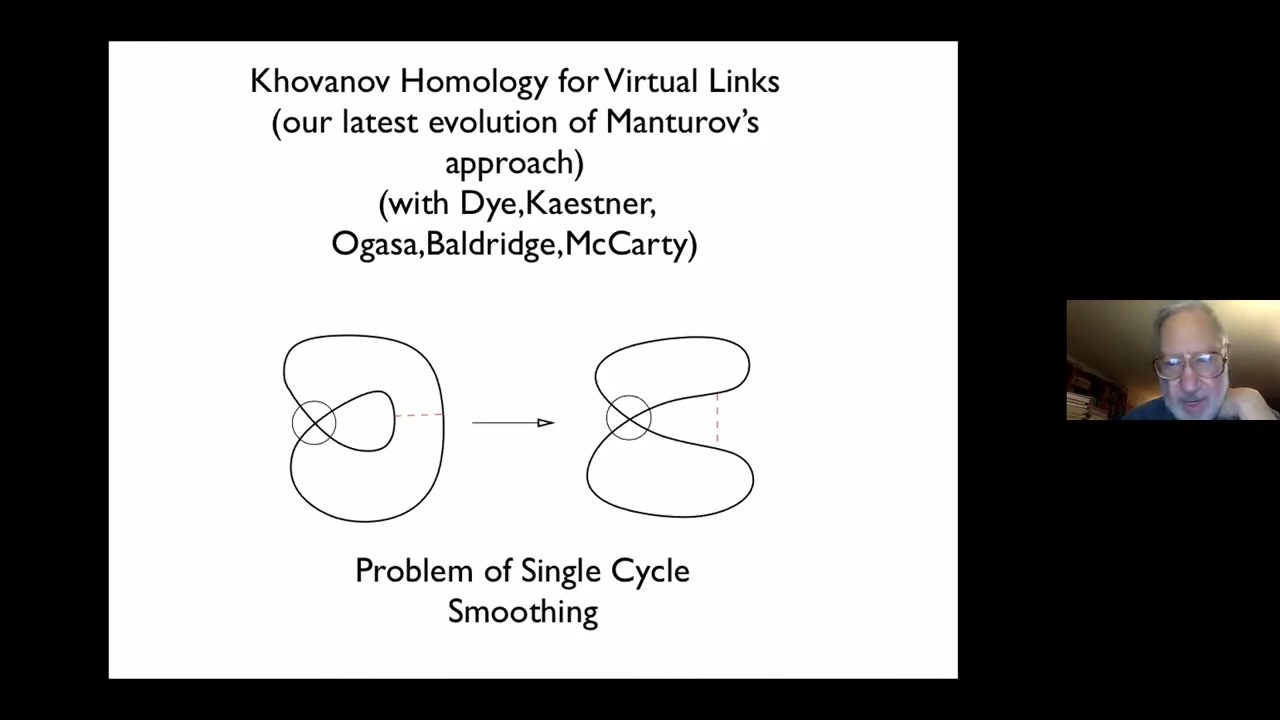 Khovanov Homology for Virtual Links
(our latest evolution of Manturov's
approach)
(with Dye,Kaestner,
Ogasa,Baldridge,McCarty)
Problem of Single Cycle
Smoothing